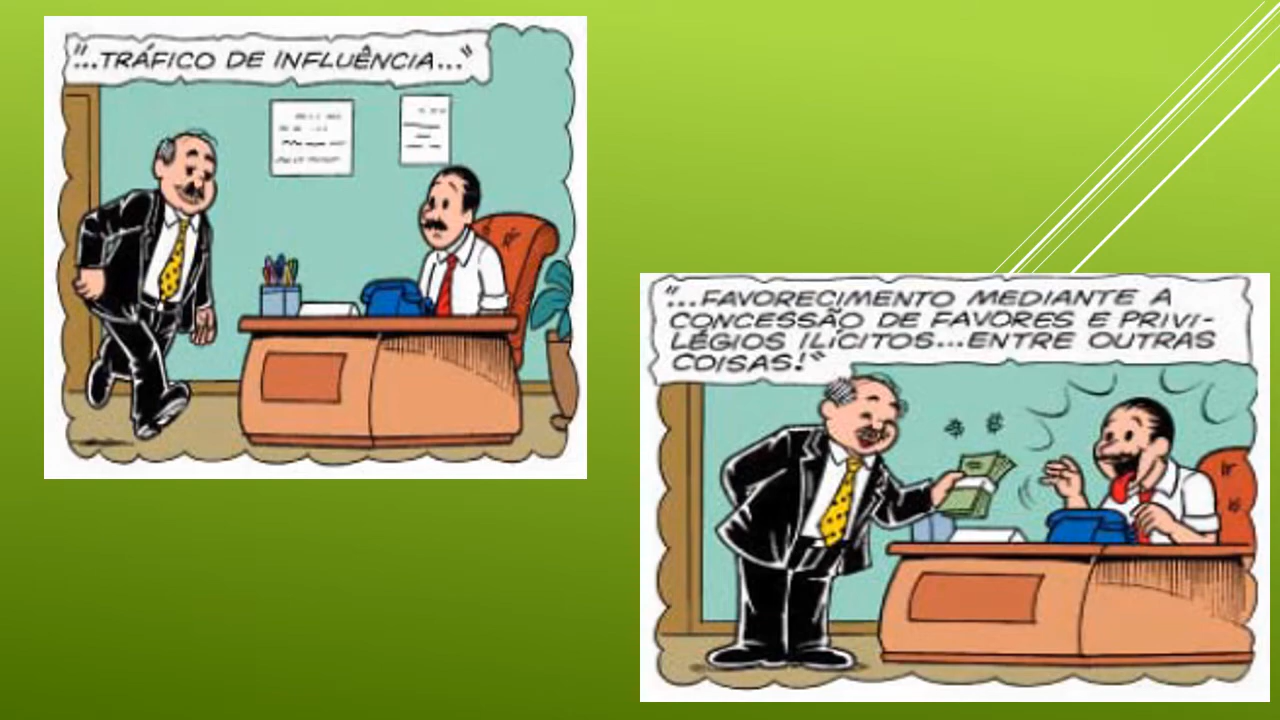 "...TRÁFICO DE INFLUÊNCIA..."
"...FAVORECIMENTO MEDIANTE A
CONCESSÃO DE FAVORES E PRIVI-
LÉGIOS ILÍCITOS...ENTRE OUTRAS
COISAS!"